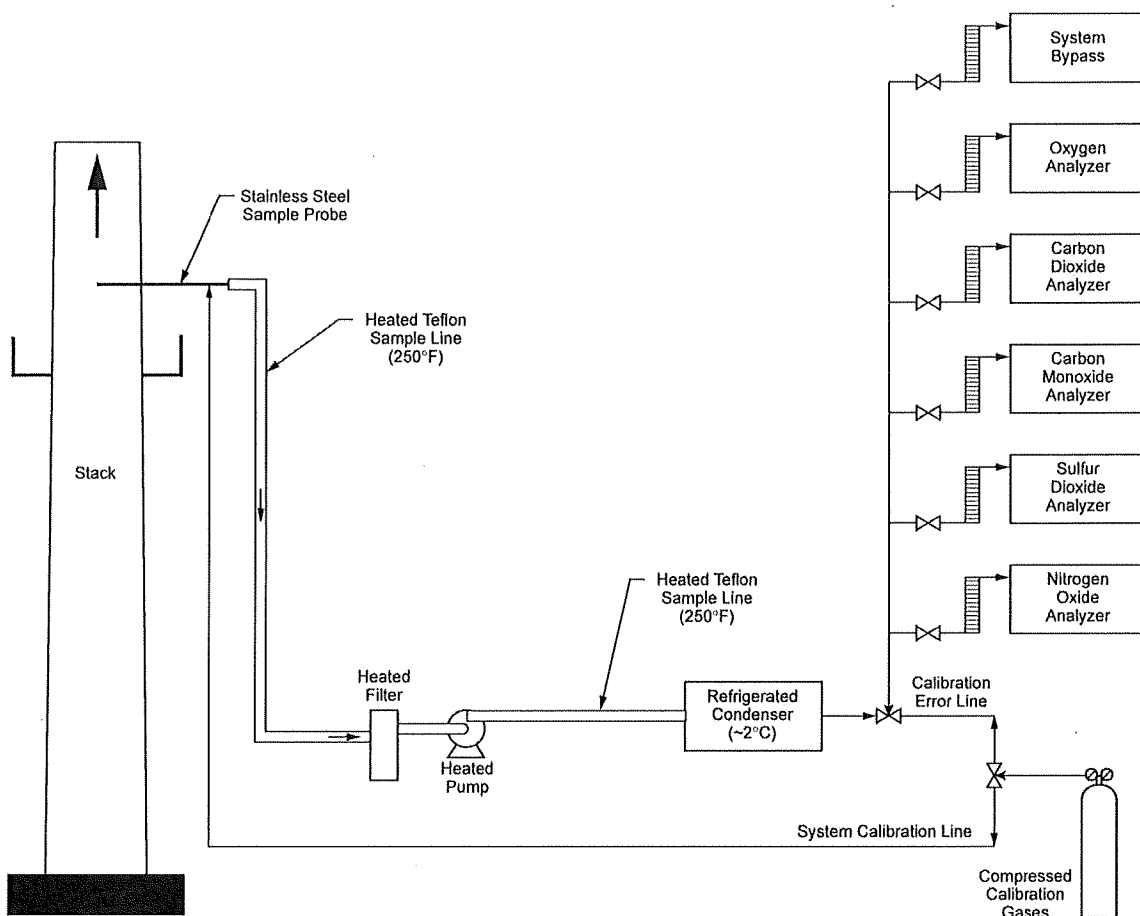 System
Bypass
Oxygen
Analyzer
Stainless Steel
Sample Probe
Carbon
Dioxide
Analyzer
Heated Teflon
Sample Line
(250°F)
Carbon
Monoxide
Analyzer
Stack
Sulfur
Dioxide
Analyzer
Heated Teflon
Sample Line
(250°F)
Nitrogen
Oxide
Analyzer
Heated
Filter
Refrigerated
Condenser
(~2°C)
Calibration
Error Line
Heated
Pump
System Calibration Line
Compressed
Calibration
Gases